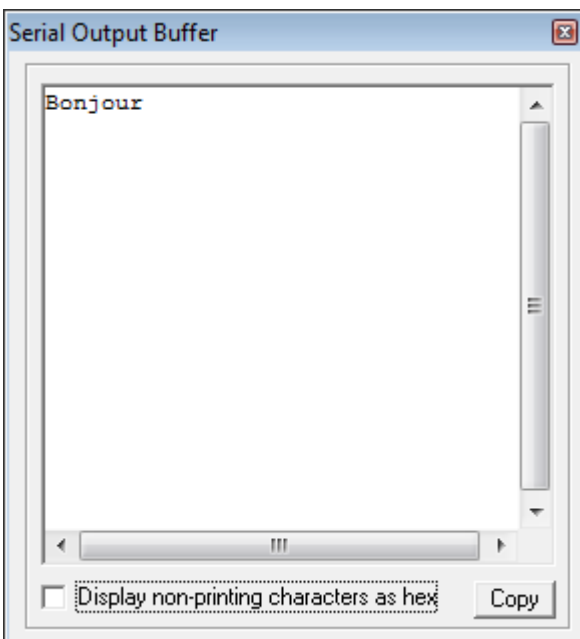 Serial Output Buffer
Bonjour
Display non-printing characters as hex
Copy